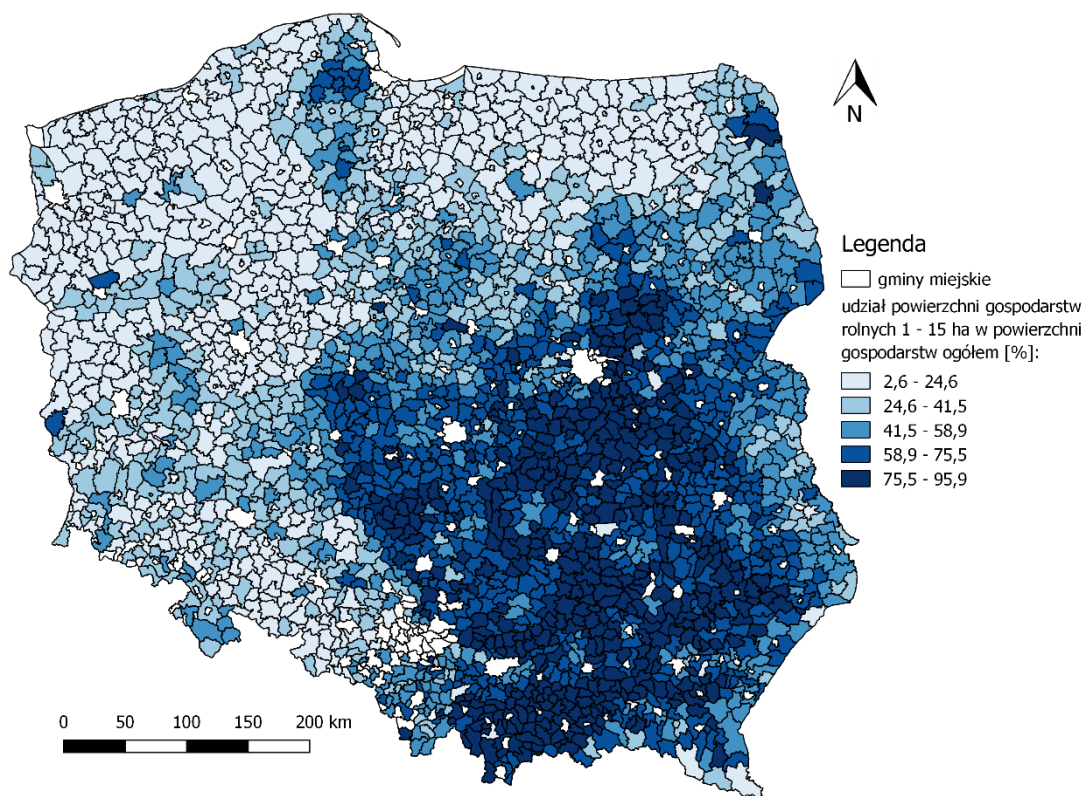 N
Legenda
gminy miejskie
udział powierzchni gospodarstw
rolnych 1 - 15 ha w powierzchni
gospodarstw ogółem [%]:
2,6 - 24,6
24,6 - 41,5
41,5 - 58,9
58,9 - 75,5
75,5 - 95,9
0 50 100 150 200 km